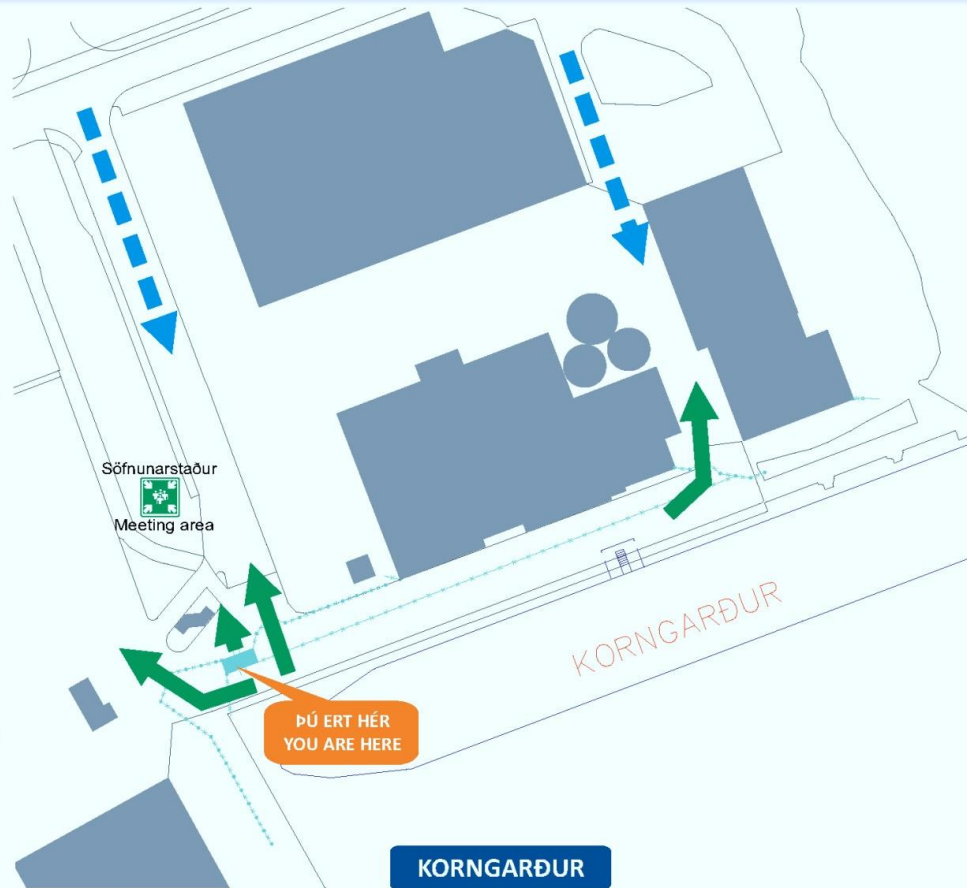 Söfnunarstaður
Meeting area
KORNGARÐUR
ÞÚ ERT HÉR
YOU ARE HERE
KORNGARÐUR